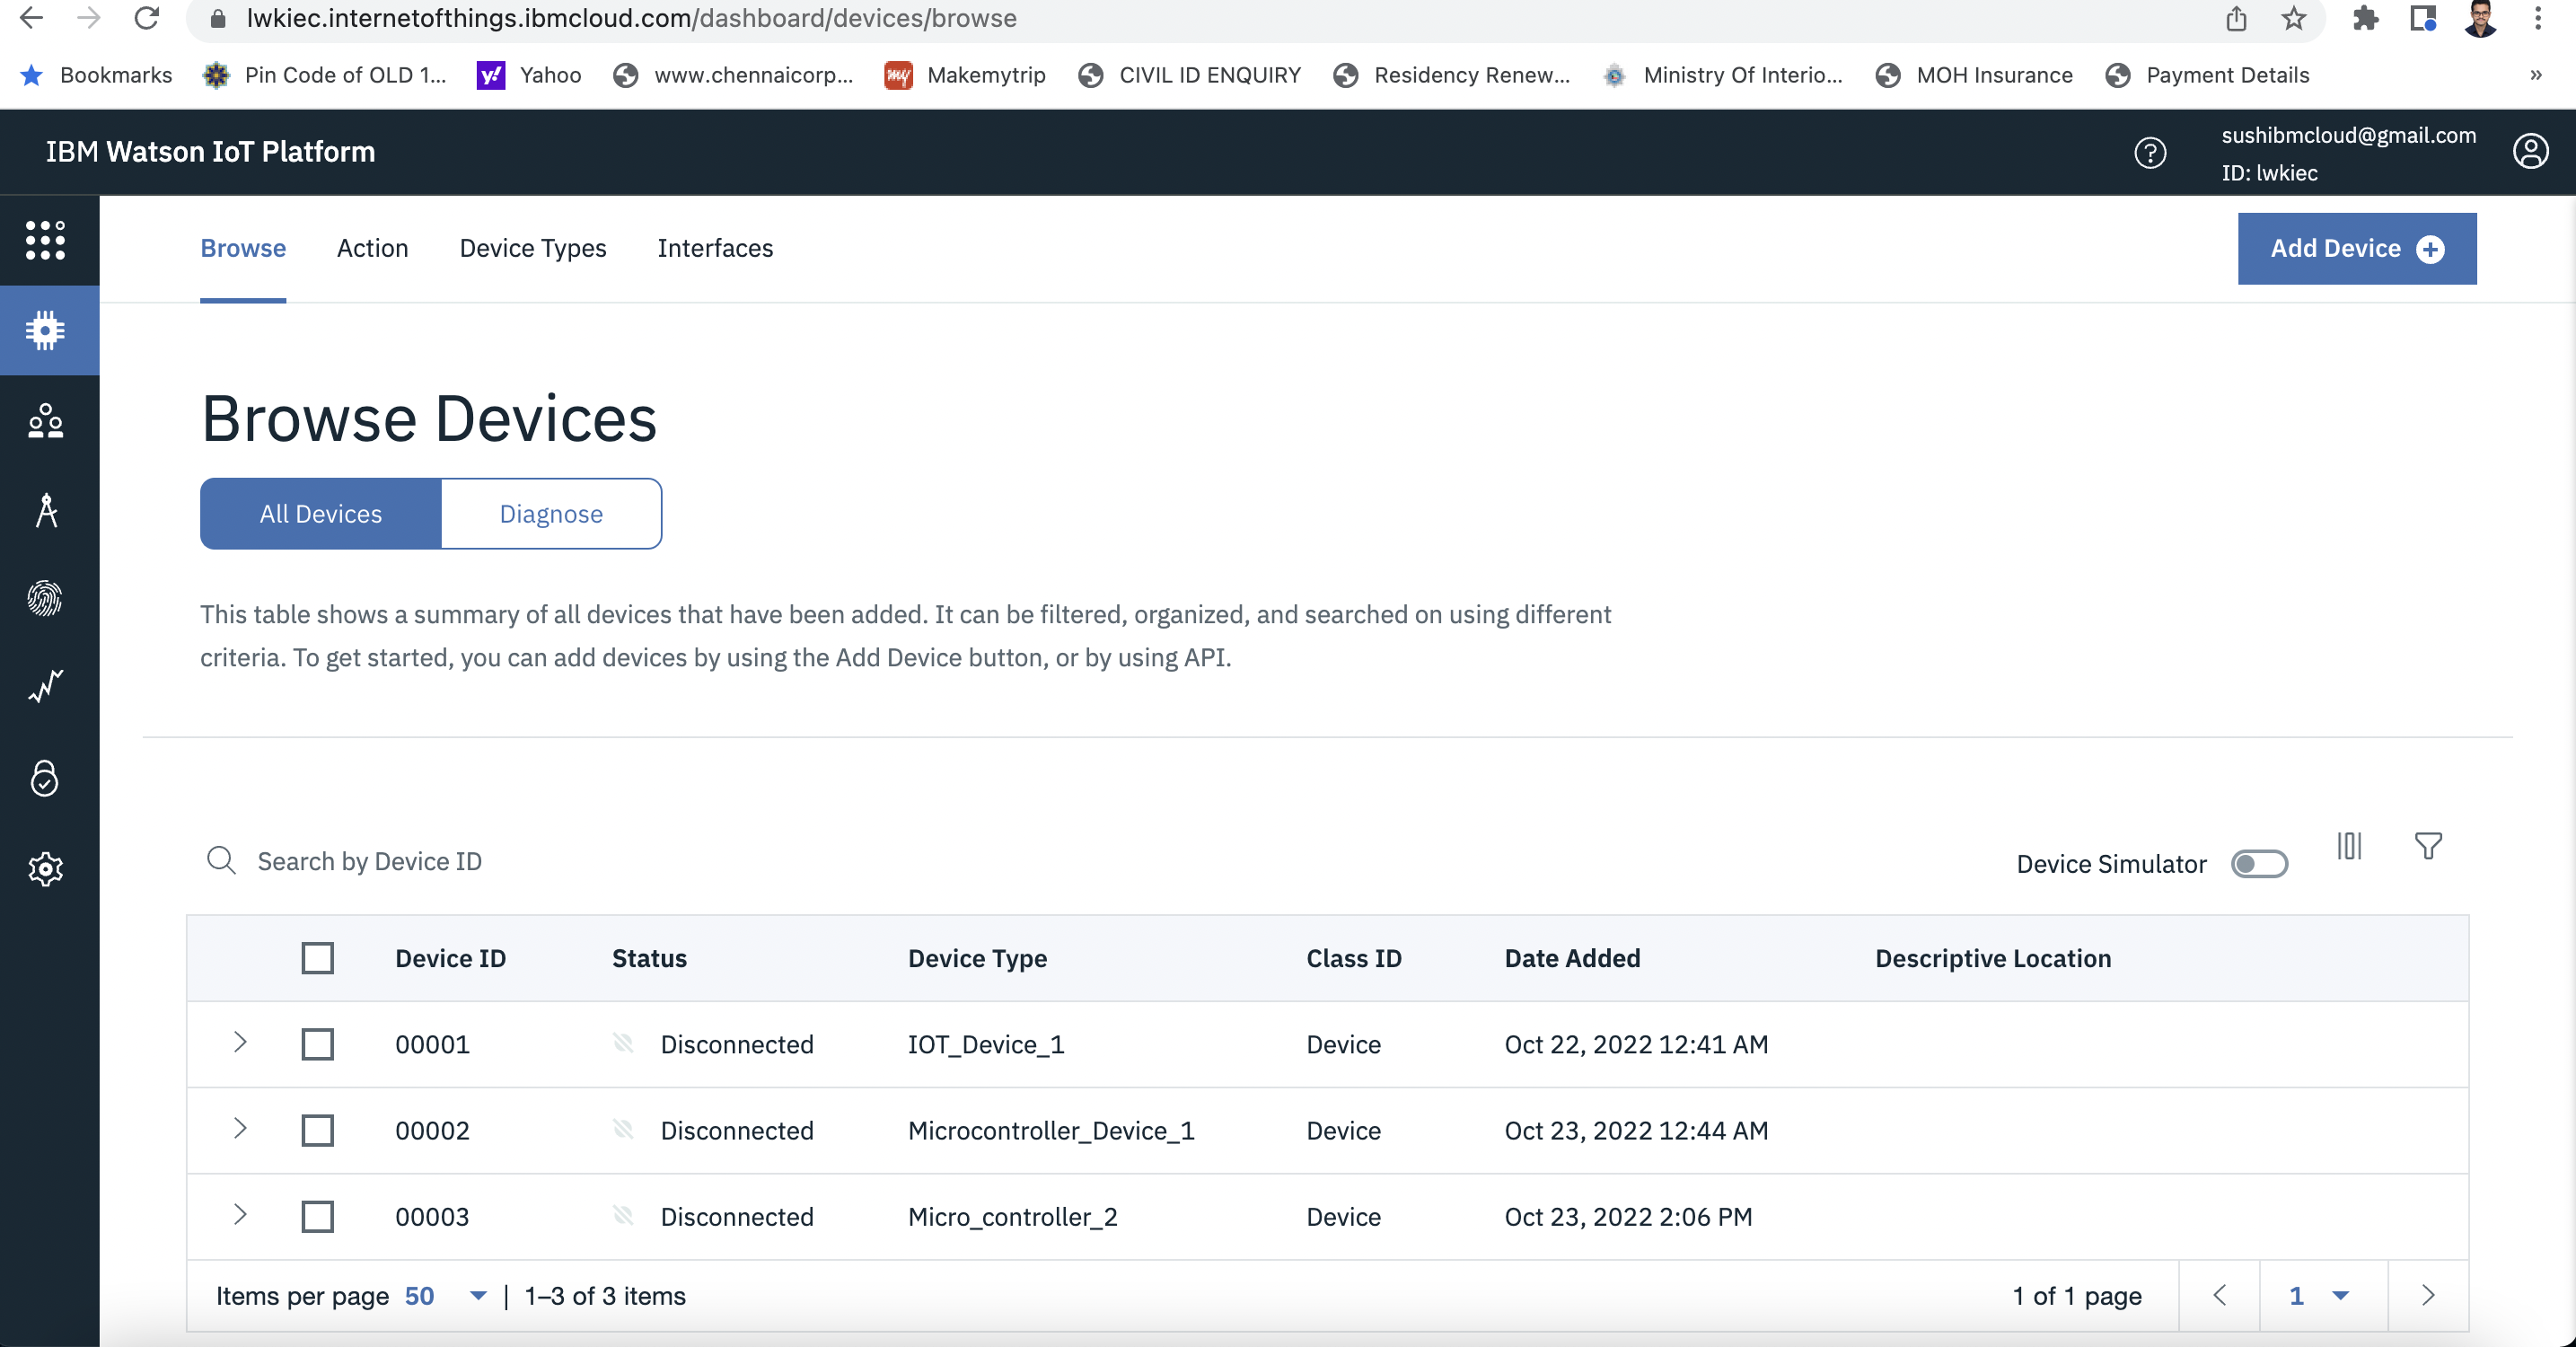 lwkiec.internetofthings.ibmcloud.com/dashboard/devices/browse
Bookmarks Pin Code of OLD 1... Yahoo www.chennaicorp... Makemytrip CIVIL ID ENQUIRY Residency Renew... Ministry Of Interio... MOH Insurance Payment Details »
IBM Watson IoT Platform
sushibmcloud@gmail.com
ID: lwkiec
Browse Action Device Types Interfaces Add Device
Browse Devices
All Devices Diagnose
This table shows a summary of all devices that have been added. It can be filtered, organized, and searched on using different
criteria. To get started, you can add devices by using the Add Device button, or by using API.
Search by Device ID Device Simulator
Device ID Status Device Type Class ID Date Added Descriptive Location
00001 Disconnected IOT_Device_1 Device Oct 22, 2022 12:41 AM
00002 Disconnected Microcontroller_Device_1 Device Oct 23, 2022 12:44 AM
00003 Disconnected Micro_controller_2 Device Oct 23, 2022 2:06 PM
Items per page 50 | 1–3 of 3 items 1 of 1 page 1